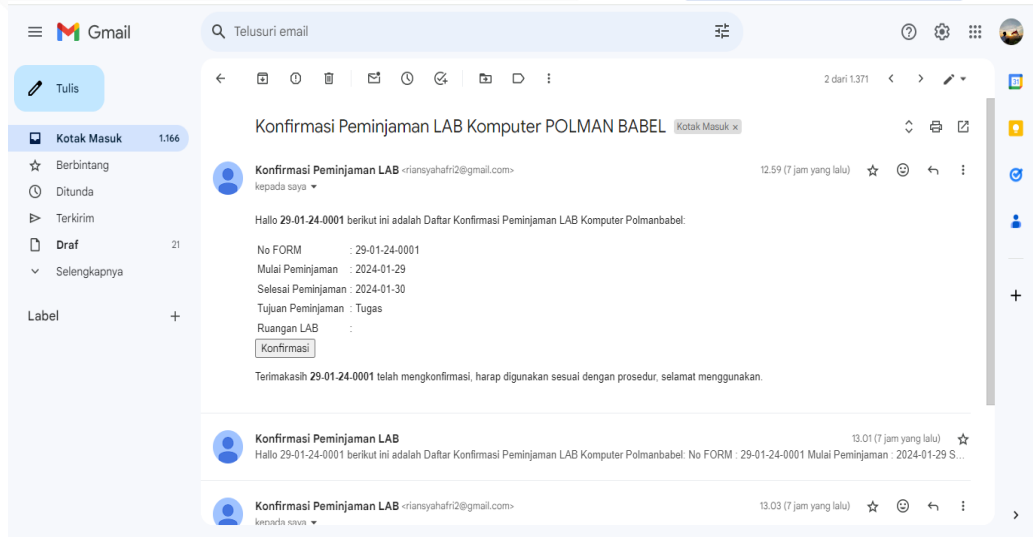 Gmail
Telusuri email
Tulis
2 dari 1.371
31
Kotak Masuk 1.166
Berbintang
Ditunda
Terkirim
Draf 21
Selengkapnya
Label
Konfirmasi Peminjaman LAB Komputer POLMAN BABEL Kotak Masuk x
Konfirmasi Peminjaman LAB <riansyahafri2@gmail.com> 12.59 (7 jam yang lalu)
kepada saya
Hallo 29-01-24-0001 berikut ini adalah Daftar Konfirmasi Peminjaman LAB Komputer Polmanbabel:
No FORM : 29-01-24-0001
Mulai Peminjaman : 2024-01-29
Selesai Peminjaman : 2024-01-30
Tujuan Peminjaman : Tugas
Ruangan LAB :
Konfirmasi
Terimakasih 29-01-24-0001 telah mengkonfirmasi, harap digunakan sesuai dengan prosedur, selamat menggunakan.
Konfirmasi Peminjaman LAB 13.01 (7 jam yang lalu)
Hallo 29-01-24-0001 berikut ini adalah Daftar Konfirmasi Peminjaman LAB Komputer Polmanbabel: No FORM : 29-01-24-0001 Mulai Peminjaman : 2024-01-29 S...
Konfirmasi Peminjaman LAB <riansyahafri2@gmail.com> 13.03 (7 jam yang lalu)
kepada saya